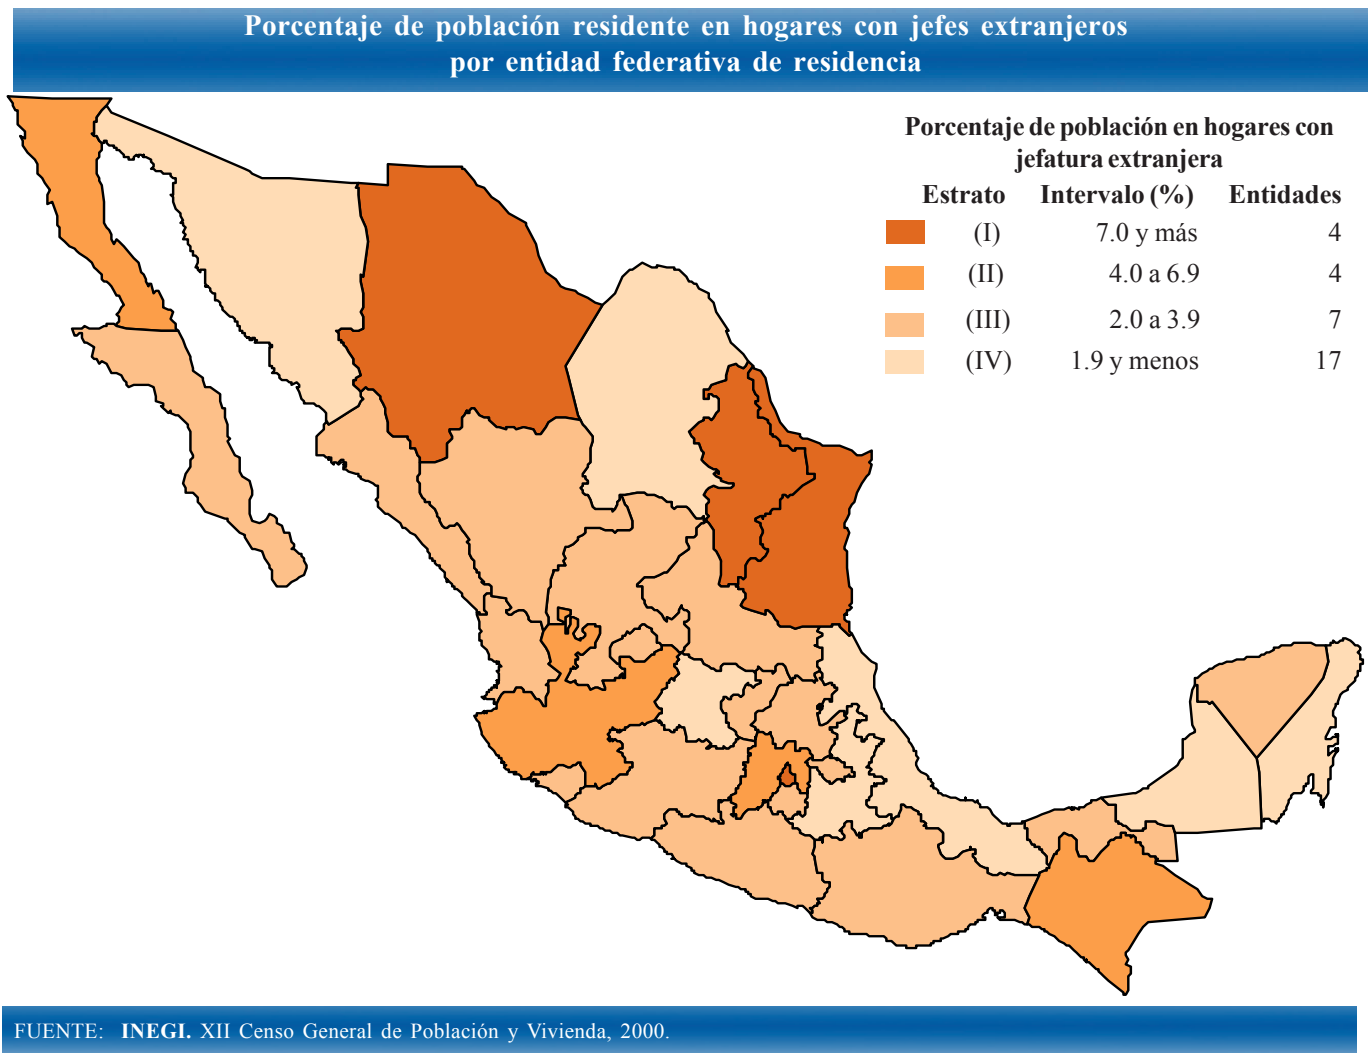 Porcentaje de población residente en hogares con jefes extranjeros
por entidad federativa de residencia
Porcentaje de población en hogares con
jefatura extranjera
Estrato Intervalo (%) Entidades
(I) 7.0 y más 4
(II) 4.0 a 6.9 4
(III) 2.0 a 3.9 7
(IV) 1.9 y menos 17
FUENTE: INEGI. XII Censo General de Población y Vivienda, 2000.